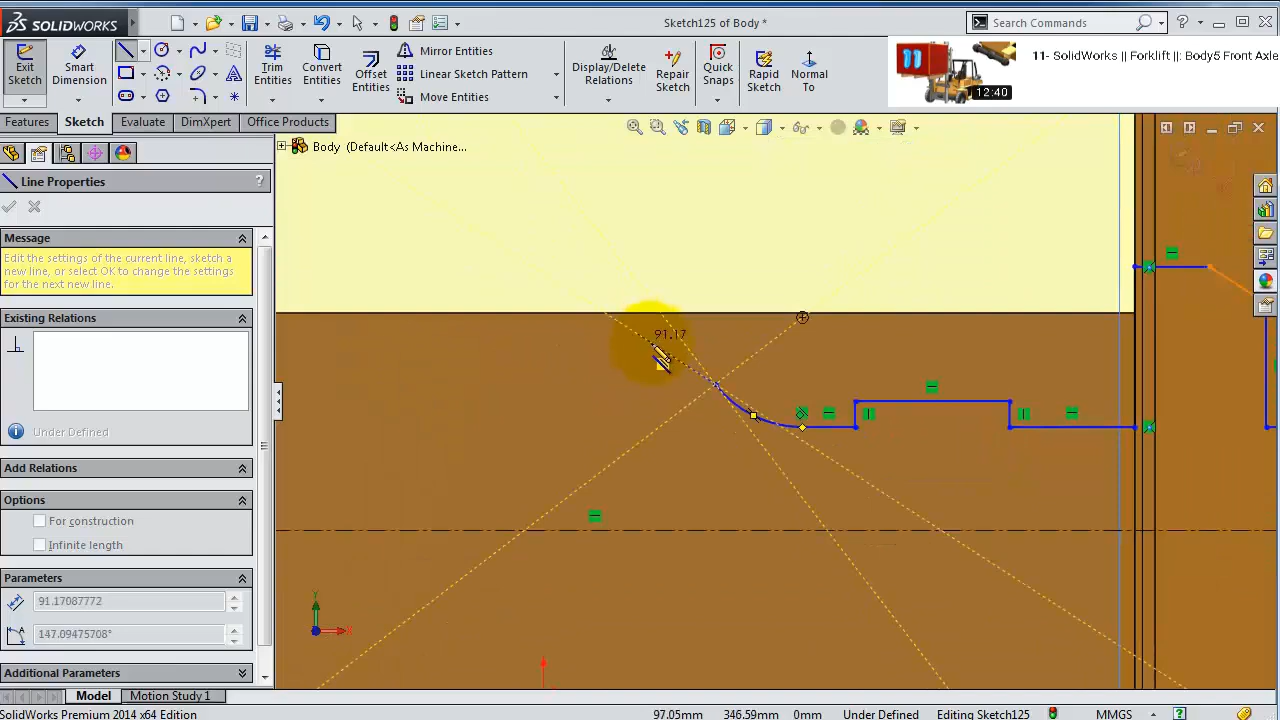 SOLIDWORKS
Sketch125 of Body *
Search Commands
?
Exit
Sketch
Smart
Dimension
Trim
Entities
Convert
Entities
Offset
Entities
Mirror Entities
Linear Sketch Pattern
Move Entities
Display/Delete
Relations
Repair
Sketch
Quick
Snaps
Rapid
Sketch
Normal
To
11
12:40
11- SolidWorks || Forklift || Body5 Front Axle
Features
Sketch
Evaluate
DimXpert
Office Products
Body (Default<As Machine...
Line Properties
?
Message
Edit the settings of the current line, sketch a
new line, or select OK to change the settings
for the next new line.
Existing Relations
Under Defined
Add Relations
Options
For construction
Infinite length
Parameters
91.17087772
147.09475708°
Additional Parameters
91.17
Y
X
Model
Motion Study 1
SolidWorks Premium 2014 x64 Edition
97.05mm
346.59mm
0mm
Under Defined
Editing Sketch125
MMGS
?